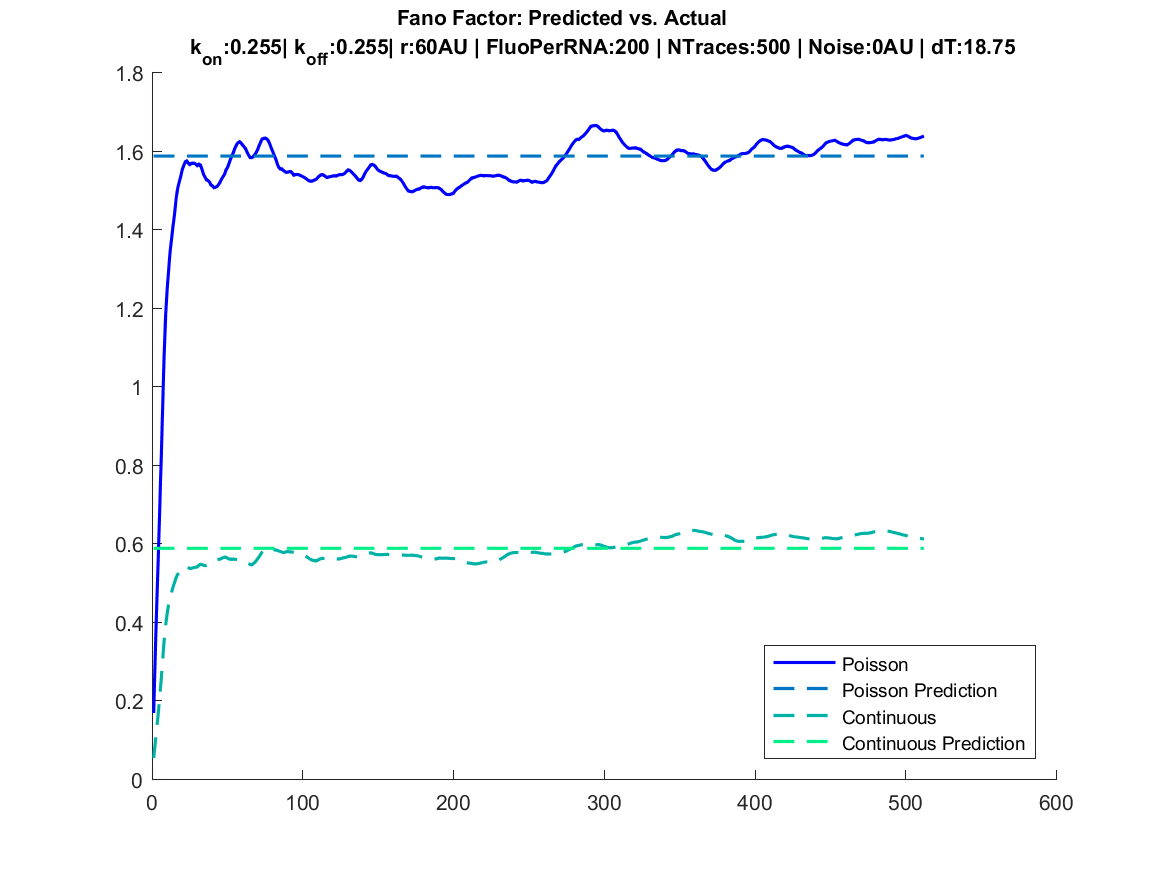 Fano Factor: Predicted vs. Actual
k_on:0.255| k_off:0.255| r:60AU | FluoPerRNA:200 | NTraces:500 | Noise:0AU | dT:18.75
1.8
1.6
1.4
1.2
1
0.8
0.6
0.4
0.2
0
0 100 200 300 400 500 600
Poisson
Poisson Prediction
Continuous
Continuous Prediction